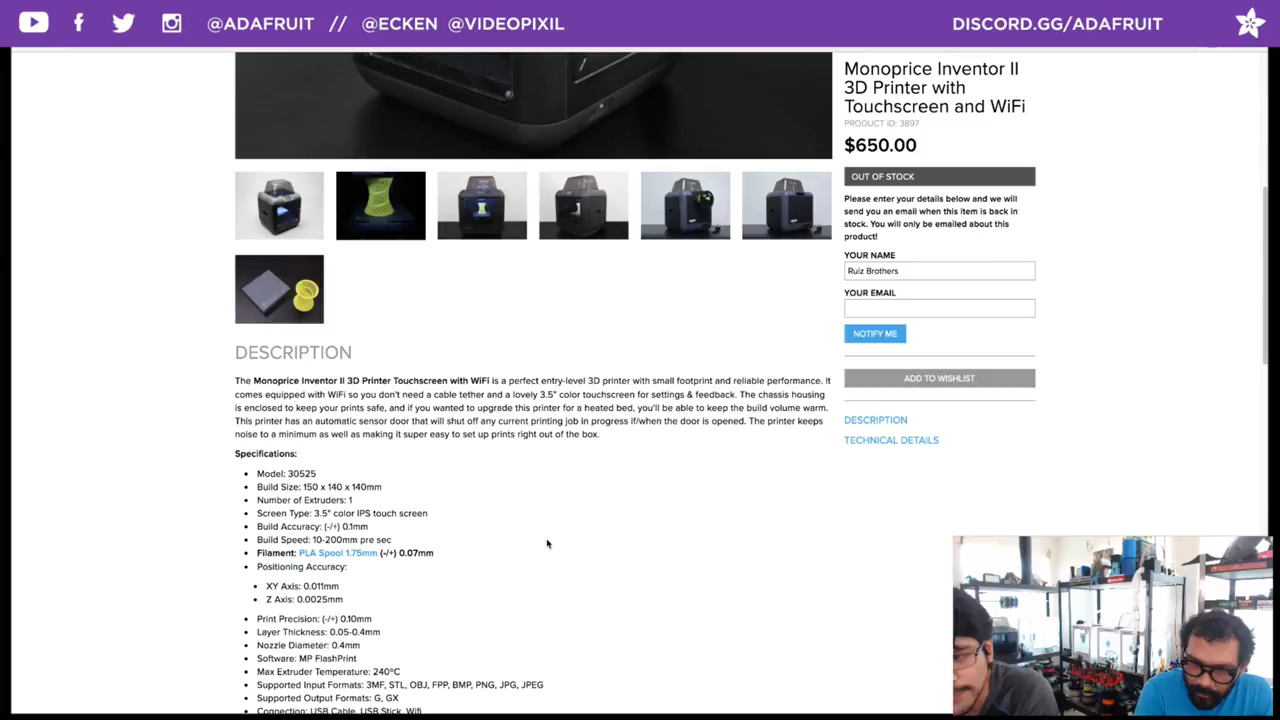 @ADAFRUIT // @ECKEN @VIDEOPIXIL
DISCORD.GG/ADAFRUIT
Monoprice Inventor II
3D Printer with
Touchscreen and WiFi
PRODUCT ID: 3897
$650.00
OUT OF STOCK
Please enter your details below and we will
send you an email when this item is back in
stock. You will only be emailed about this
product!
YOUR NAME
Ruiz Brothers
YOUR EMAIL
NOTIFY ME
ADD TO WISHLIST
DESCRIPTION
TECHNICAL DETAILS
DESCRIPTION
The Monoprice Inventor II 3D Printer Touchscreen with WiFi is a perfect entry-level 3D printer with small footprint and reliable performance. It
comes equipped with WiFi so you don't need a cable tether and a lovely 3.5" color touchscreen for settings & feedback. The chassis housing
is enclosed to keep your prints safe, and if you wanted to upgrade this printer for a heated bed, you'll be able to keep the build volume warm.
This printer has an automatic sensor door that will shut off any current printing job in progress if/when the door is opened. The printer keeps
noise to a minimum as well as making it super easy to set up prints right out of the box.
Specifications:
Model: 30525
Build Size: 150 x 140 x 140mm
Number of Extruders: 1
Screen Type: 3.5" color IPS touch screen
Build Accuracy: (-/+) 0.1mm
Build Speed: 10-200mm pre sec
Filament: PLA Spool 1.75mm (-/+) 0.07mm
Positioning Accuracy:
XY Axis: 0.011mm
Z Axis: 0.0025mm
Print Precision: (-/+) 0.10mm
Layer Thickness: 0.05-0.4mm
Nozzle Diameter: 0.4mm
Software: MP FlashPrint
Max Extruder Temperature: 240ºC
Supported Input Formats: 3MF, STL, OBJ, FPP, BMP, PNG, JPG, JPEG
Supported Output Formats: G, GX
Connection: USB Cable, USB Stick, Wifi